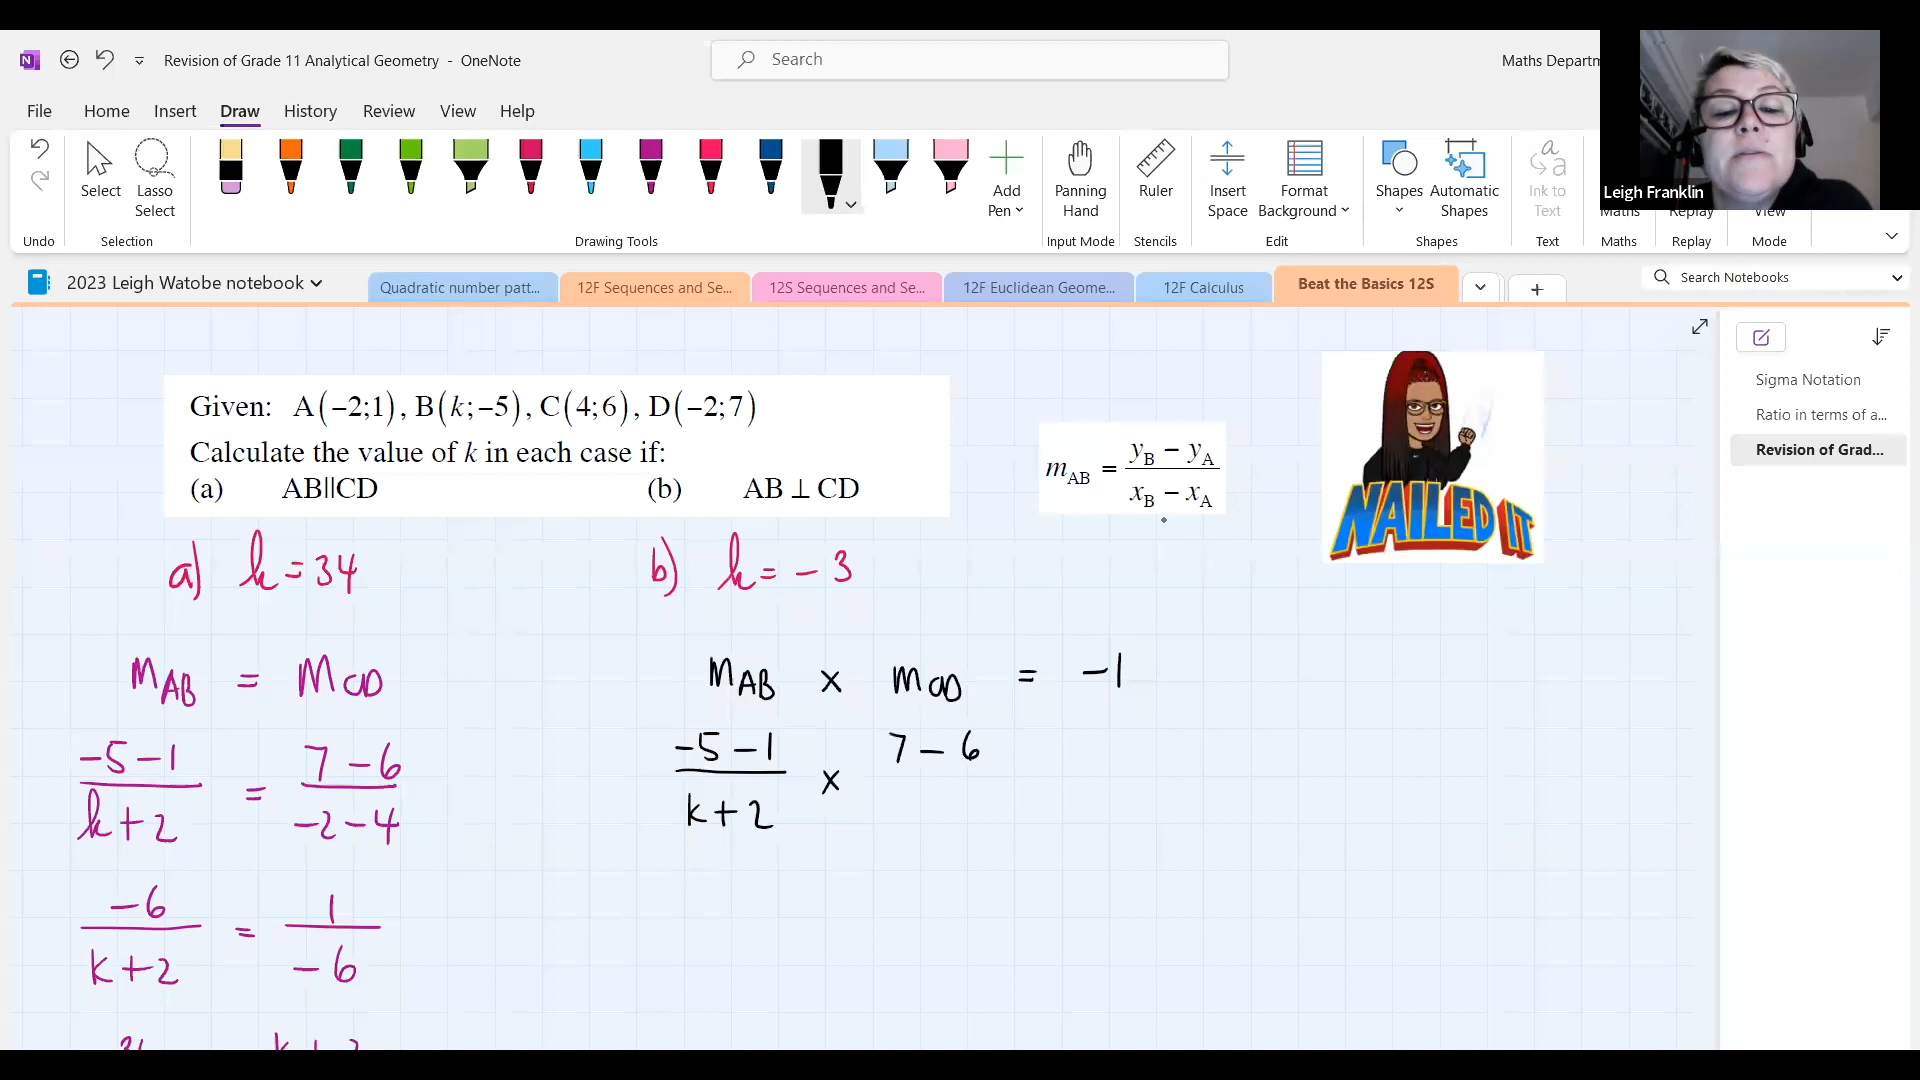 Revision of Grade 11 Analytical Geometry - OneNote
Search
Maths Departm
File Home Insert Draw History Review View Help
Select
Lasso Select
Add Pen
Panning Hand
Ruler
Insert Space
Format Background
Shapes
Automatic Shapes
Ink to Text
Maths
Replay
View
Undo
Selection
Drawing Tools
Input Mode
Stencils
Edit
Shapes
Text
Maths
Replay
Mode
Leigh Franklin
2023 Leigh Watobe notebook
Quadratic number patt...
12F Sequences and Se...
12S Sequences and Se...
12F Euclidean Geome...
12F Calculus
Beat the Basics 12S
+
Search Notebooks
Sigma Notation
Ratio in terms of a...
Revision of Grad...
Given: A(−2;1), B(k;−5), C(4;6), D(−2;7)
Calculate the value of k in each case if:
(a) AB||CD (b) AB ⊥ CD
m_AB = (y_B − y_A)/(x_B − x_A)
NAILED IT
a) k = 34
b) k = −3
m_AB = m_CD
(−5−1)/(k+2) = (7−6)/(−2−4)
−6/(k+2) = 1/−6
m_AB × m_CD = −1
(−5−1)/(k+2) × 7−6